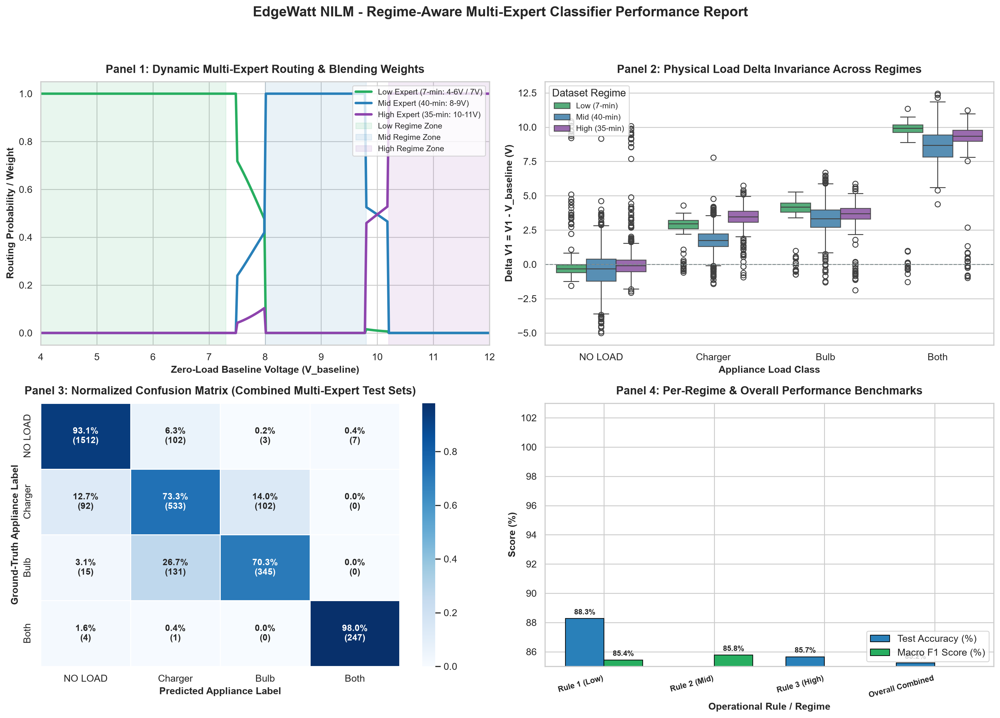 EdgeWatt NILM - Regime-Aware Multi-Expert Classifier Performance Report
Panel 1: Dynamic Multi-Expert Routing & Blending Weights
Routing Probability / Weight
1.0
0.8
0.6
0.4
0.2
0.0
Low Expert (7-min: 4-6V / 7V)
Mid Expert (40-min: 8-9V)
High Expert (35-min: 10-11V)
Low Regime Zone
Mid Regime Zone
High Regime Zone
4 5 6 7 8 9 10 11 12
Zero-Load Baseline Voltage (V_baseline)
Panel 2: Physical Load Delta Invariance Across Regimes
Delta V1 = V1 - V_baseline (V)
12.5
10.0
7.5
5.0
2.5
0.0
−2.5
−5.0
Dataset Regime
Low (7-min)
Mid (40-min)
High (35-min)
NO LOAD Charger Bulb Both
Appliance Load Class
Panel 3: Normalized Confusion Matrix (Combined Multi-Expert Test Sets)
Ground-Truth Appliance Label
NO LOAD
93.1% 6.3% 0.2% 0.4%
(1512) (102) (3) (7)
Charger
12.7% 73.3% 14.0% 0.0%
(92) (533) (102) (0)
Bulb
3.1% 26.7% 70.3% 0.0%
(15) (131) (345) (0)
Both
1.6% 0.4% 0.0% 98.0%
(4) (1) (0) (247)
NO LOAD Charger Bulb Both
Predicted Appliance Label
0.8
0.6
0.4
0.2
0.0
Panel 4: Per-Regime & Overall Performance Benchmarks
Score (%)
102
100
98
96
94
92
90
88
86
88.3%
85.4%
85.8%
85.7%
85.2%
Test Accuracy (%)
Macro F1 Score (%)
Rule 1 (Low)
Rule 2 (Mid)
Rule 3 (High)
Overall Combined
Operational Rule / Regime